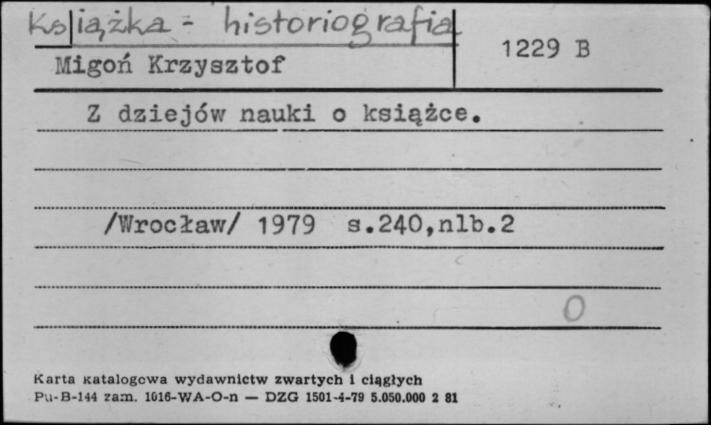 Książka - historiografia
1229 B
Migoń Krzysztof
Z dziejów nauki o książce.
/Wrocław/ 1979 s.240,nlb.2
0
Karta katalogowa wydawnictw zwartych i ciągłych
Pu-B-144 zam. 1016-WA-O-n — DZG 1501-4-79 5.050.000 2 81